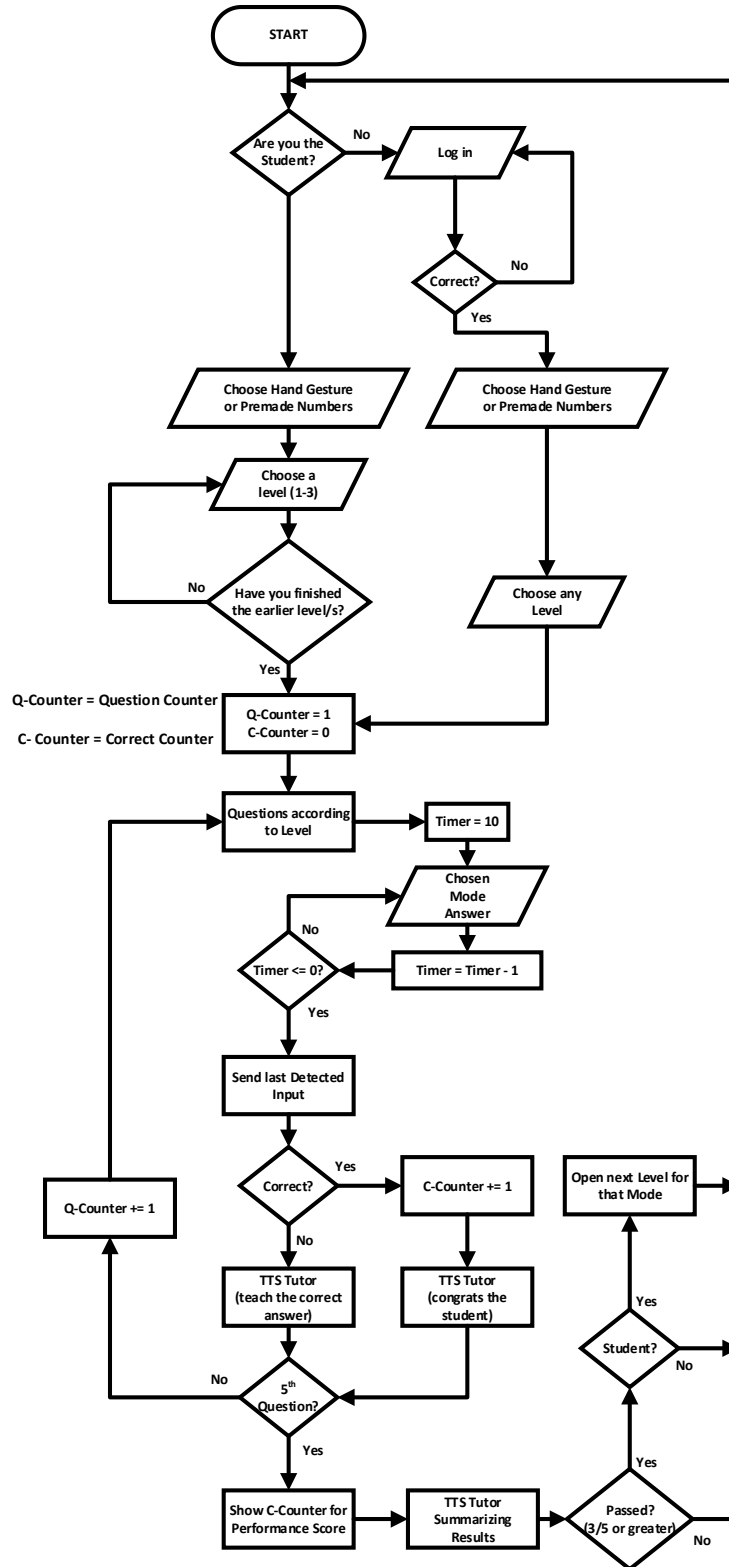 START
Are you the
Student?
No
Log in
Correct?
No
Yes
Choose Hand Gesture
or Premade Numbers
Choose Hand Gesture
or Premade Numbers
Choose a
level (1-3)
No
Have you finished
the earlier level/s?
Yes
Choose any
Level
Q-Counter = Question Counter
C- Counter = Correct Counter
Q-Counter = 1
C-Counter = 0
Questions according
to Level
Timer = 10
Chosen
Mode
Answer
No
Timer <= 0?
Timer = Timer - 1
Yes
Send last Detected
Input
Correct?
Yes
C-Counter += 1
No
Q-Counter += 1
TTS Tutor
(teach the correct
answer)
TTS Tutor
(congrats the
student)
No
5th
Question?
Yes
Show C-Counter for
Performance Score
TTS Tutor
Summarizing
Results
Open next Level for
that Mode
Yes
Student?
No
Yes
Passed?
(3/5 or greater)
No